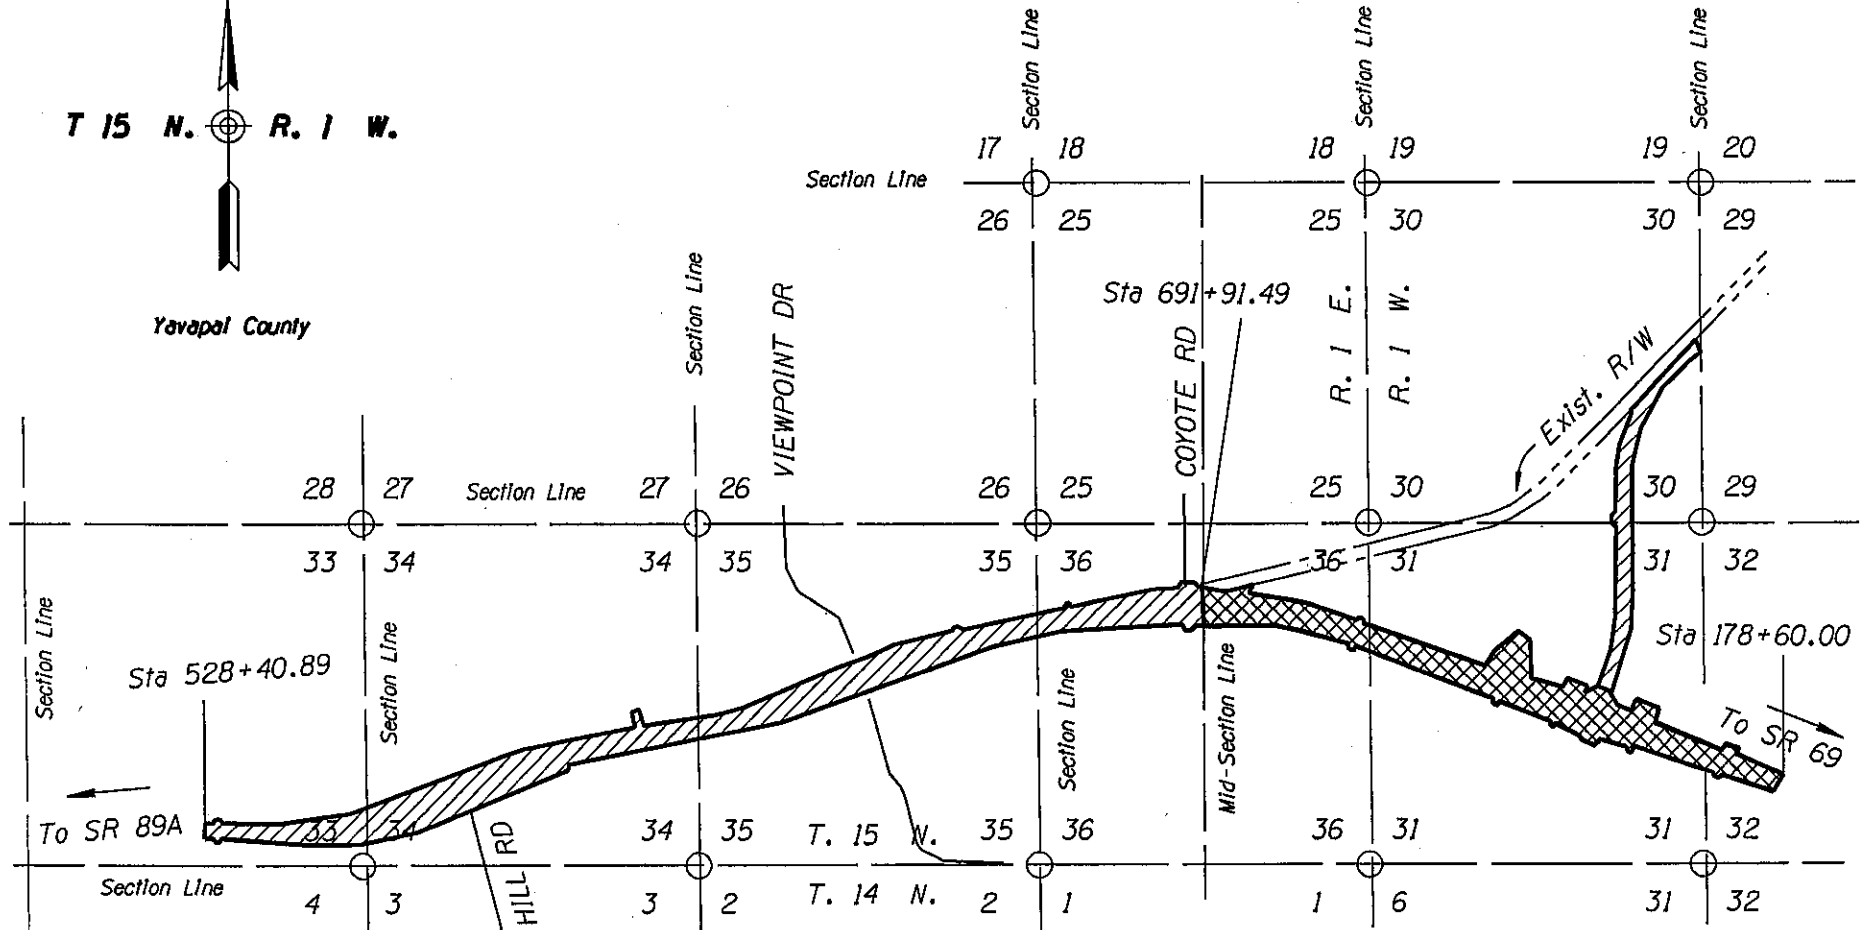 T 15 N. R. 1 W.
Yavapai County
Section Line
Section Line
Section Line
17 18
18 19
19 20
Section Line
26 25
25 30
30 29
Section Line
VIEWPOINT DR
Sta 691+91.49
COYOTE RD
R. 1 E.
R. 1 W.
Exist. R/W
28 27
Section Line
27 26
26 25
25 30
30 29
33 34
34 35
35 36
36 31
31 32
Section Line
Section Line
Sta 528+40.89
Section Line
Mid-Section Line
Sta 178+60.00
To SR 69
To SR 89A
33 34
34 35
T. 15 N.
35 36
36 31
31 32
Section Line
HILL RD
4 3
3 2
T. 14 N.
2 1
1 6
31 32